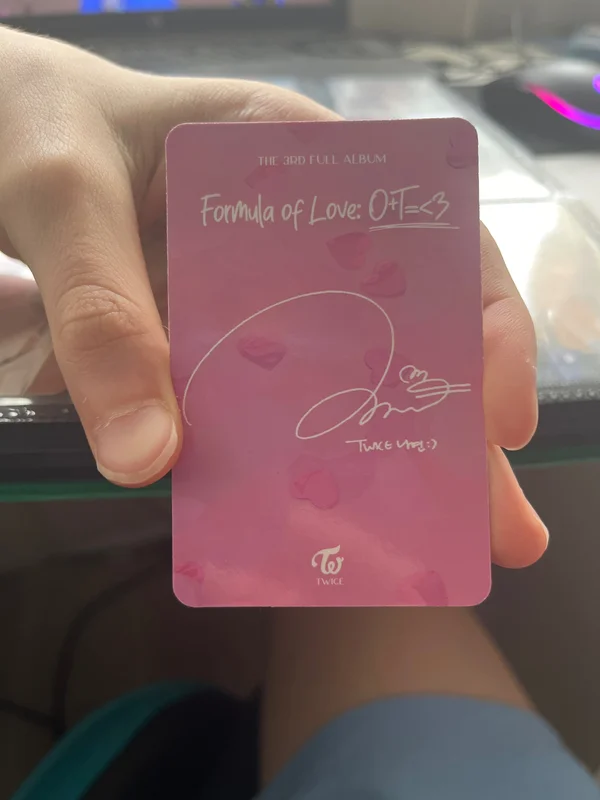 THE 3RD FULL ALBUM
Formula of Love: O+T=<3
TWICE 나연:)
TWICE